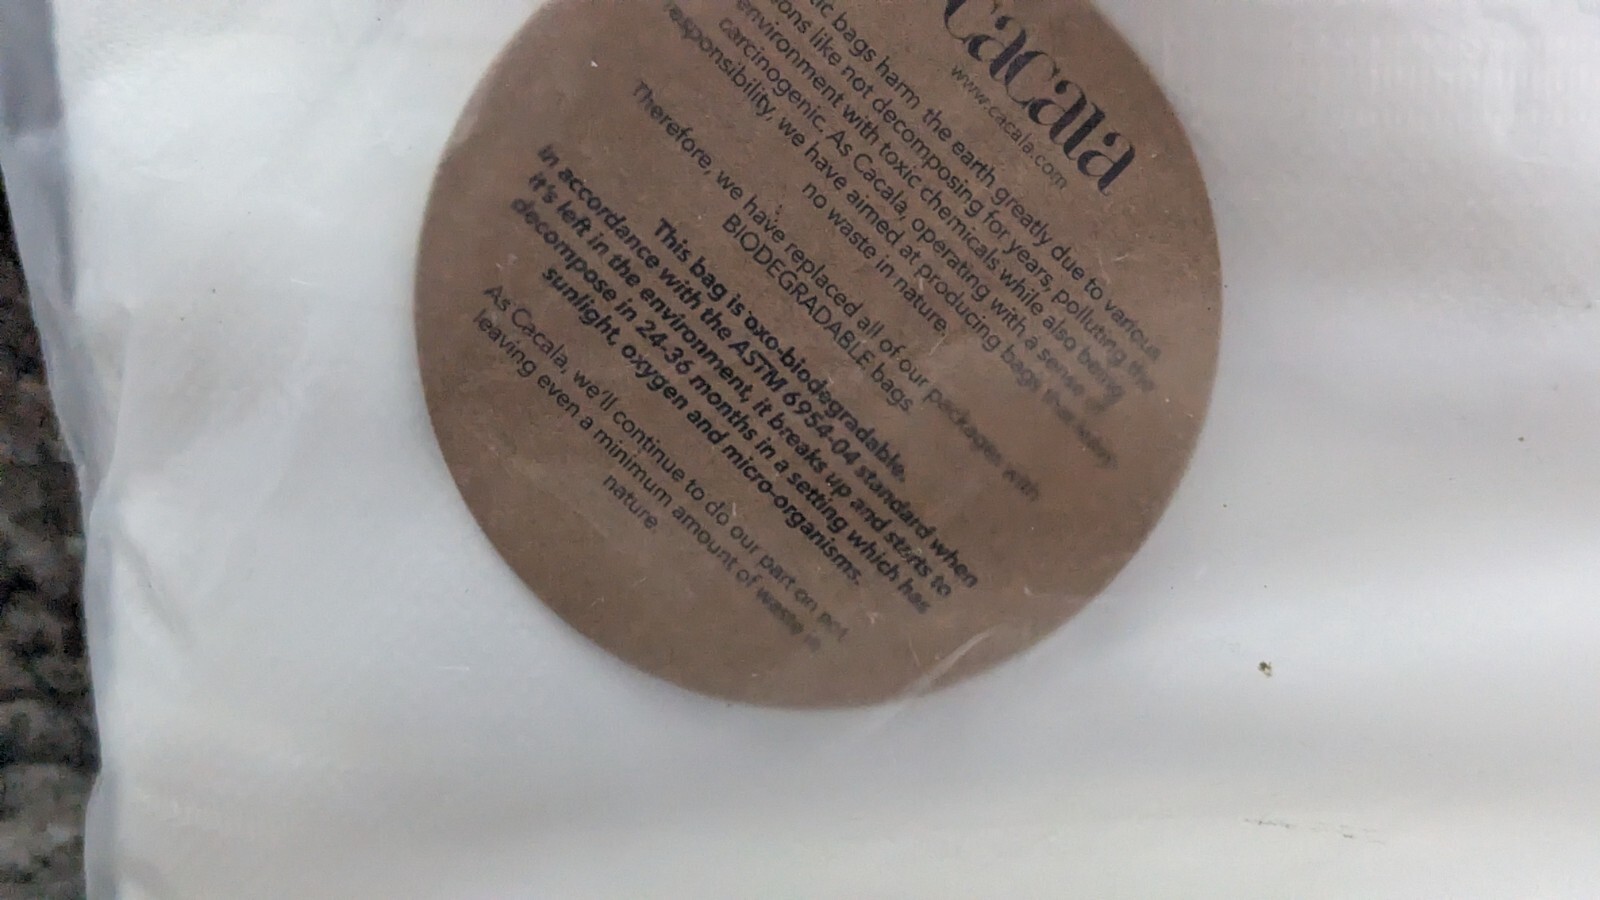 cacala
www.cacala.com
bags harm the earth greatly due to various
like not decomposing for years, polluting the
environment with toxic chemicals while also being
carcinogenic. As Cacala, operating with a sense of
responsibility, we have aimed at producing bags that
no waste in nature.
Therefore, we have replaced all of our packages with
BIODEGRADABLE bags.
This bag is oxo-biodegradable.
In accordance with the ASTM 6954-04 standard when
it's left in the environment, it breaks up and starts to
decompose in 24-36 months in a setting which has
sunlight, oxygen and micro-organisms.
As Cacala, we'll continue to do our part on not
leaving even a minimum amount of waste in
nature.